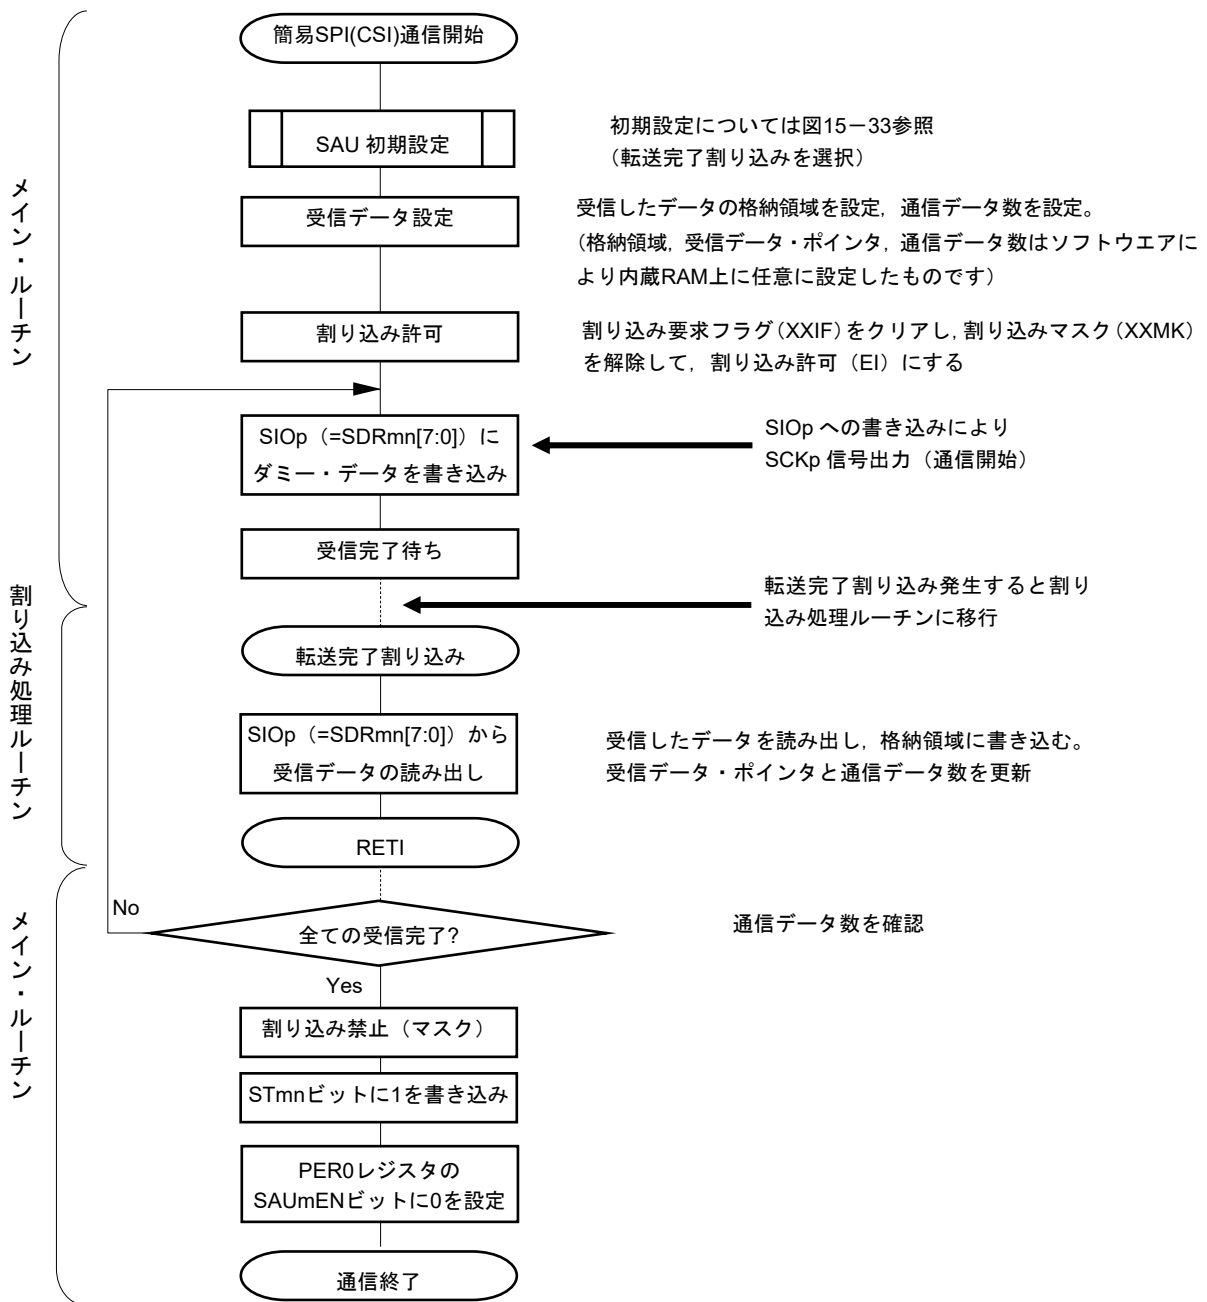 簡易SPI(CSI)通信開始
SAU 初期設定
初期設定については図15－33参照
（転送完了割り込みを選択）
メイン・ルーチン
受信データ設定
受信したデータの格納領域を設定，通信データ数を設定。
（格納領域，受信データ・ポインタ，通信データ数はソフトウエアに
より内蔵RAM上に任意に設定したものです）
割り込み許可
割り込み要求フラグ（XXIF）をクリアし，割り込みマスク（XXMK）
を解除して，割り込み許可（EI）にする
SIOp（=SDRmn[7:0]）に
ダミー・データを書き込み
SIOp への書き込みにより
SCKp 信号出力（通信開始）
受信完了待ち
転送完了割り込み発生すると割り
込み処理ルーチンに移行
割り込み処理ルーチン
転送完了割り込み
SIOp（=SDRmn[7:0]）から
受信データの読み出し
受信したデータを読み出し，格納領域に書き込む。
受信データ・ポインタと通信データ数を更新
RETI
No
全ての受信完了?
通信データ数を確認
メイン・ルーチン
Yes
割り込み禁止（マスク）
STmnビットに1を書き込み
PER0レジスタの
SAUmENビットに0を設定
通信終了